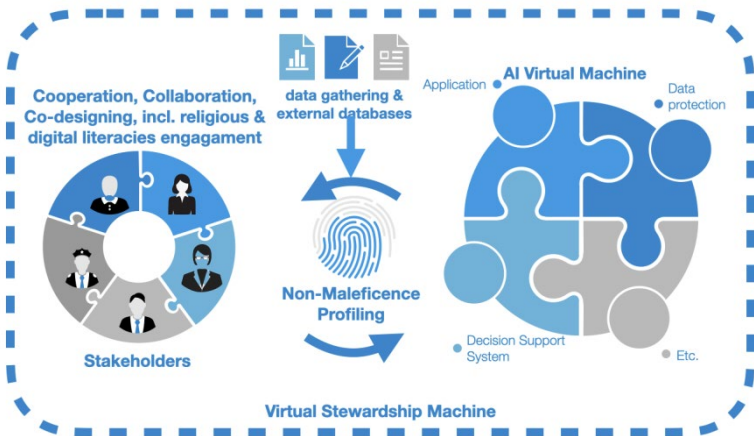 Cooperation, Collaboration,
Co-designing, incl. religious &
digital literacies engagament
Stakeholders
data gathering &
external databases
Non-Maleficence
Profiling
AI Virtual Machine
Application
Data
protection
Decision Support
System
Etc.
Virtual Stewardship Machine